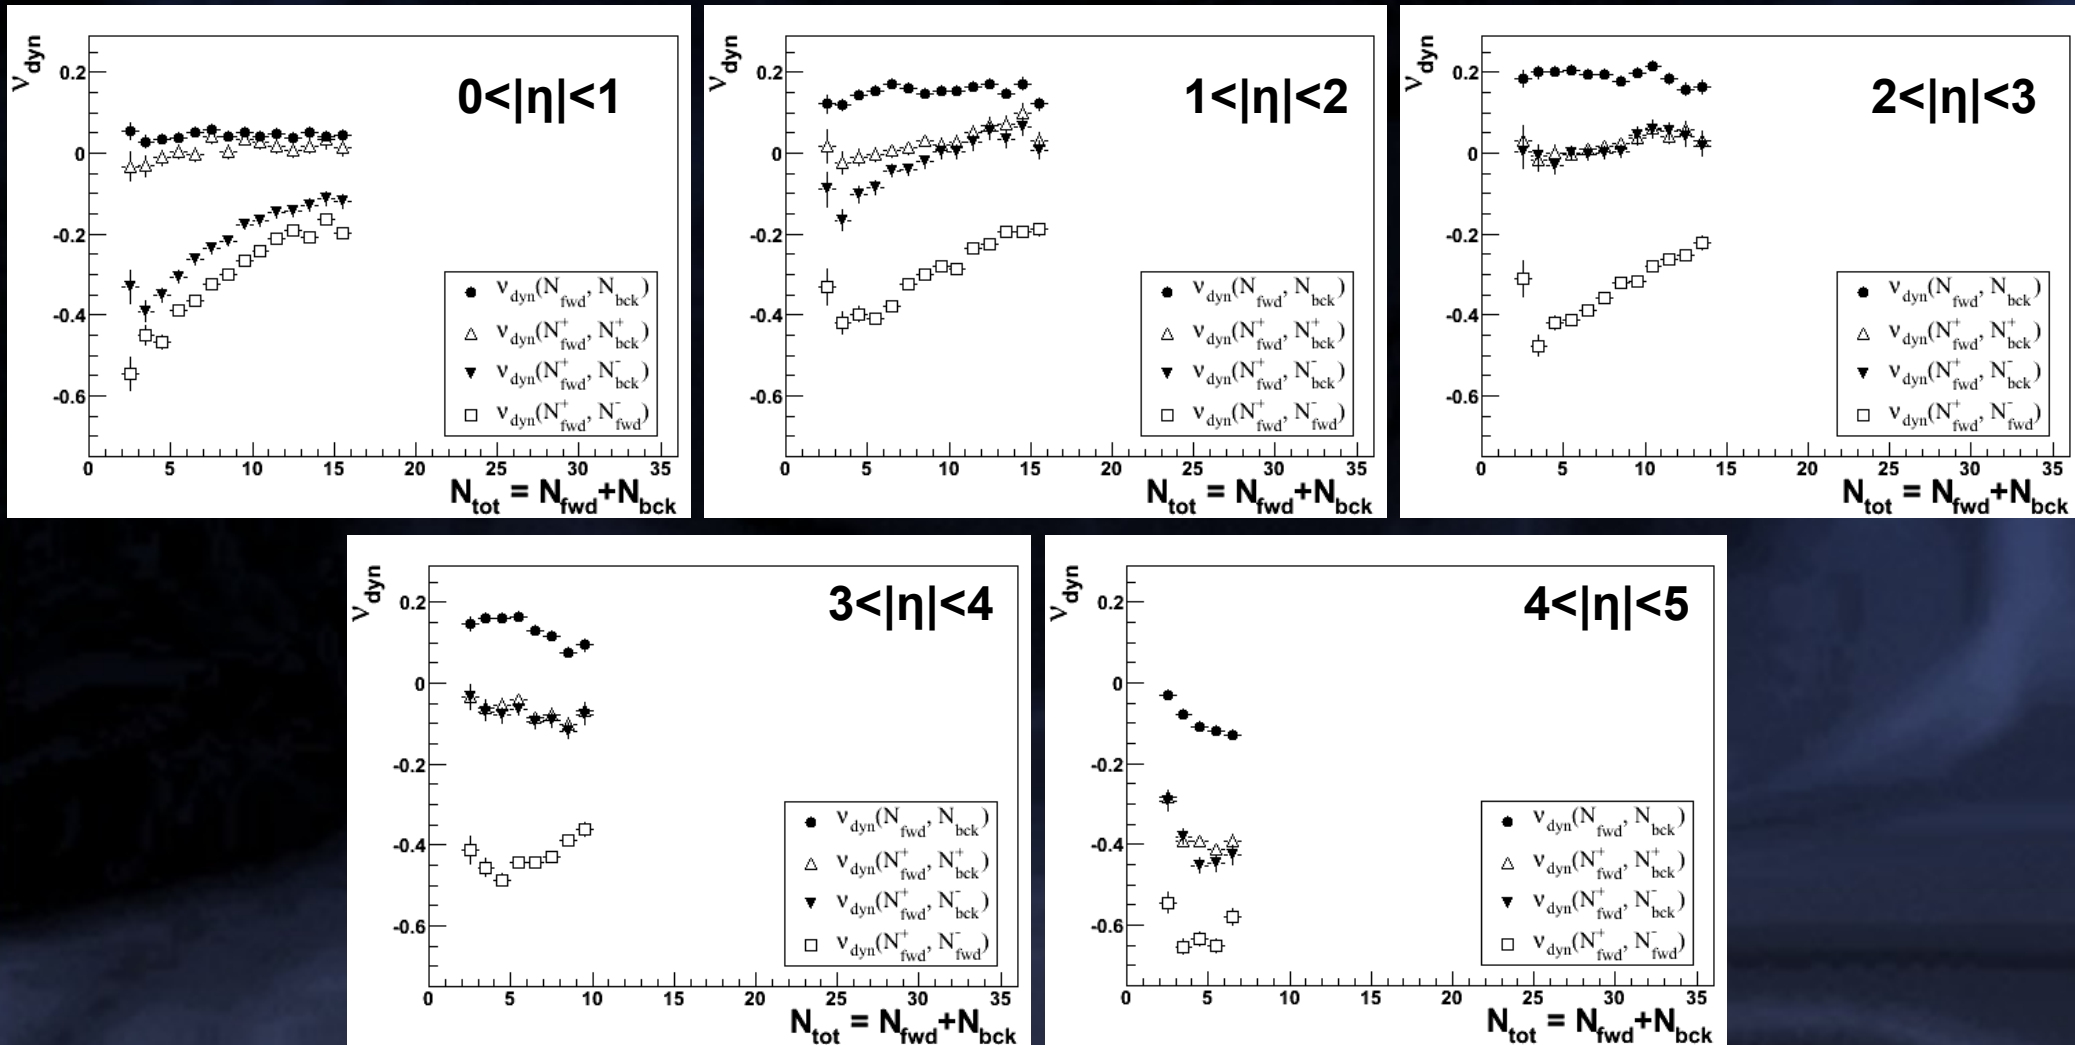 ν_dyn
0<|η|<1
0.2
0
-0.2
-0.4
-0.6
ν_dyn(N_fwd, N_bck)
ν_dyn(N⁺_fwd, N⁺_bck)
ν_dyn(N⁺_fwd, N⁻_bck)
ν_dyn(N⁺_fwd, N⁻_fwd)
0 5 10 15 20 25 30 35
N_tot = N_fwd+N_bck
ν_dyn
1<|η|<2
0.2
0
-0.2
-0.4
-0.6
ν_dyn(N_fwd, N_bck)
ν_dyn(N⁺_fwd, N⁺_bck)
ν_dyn(N⁺_fwd, N⁻_bck)
ν_dyn(N⁺_fwd, N⁻_fwd)
0 5 10 15 20 25 30 35
N_tot = N_fwd+N_bck
ν_dyn
2<|η|<3
0.2
0
-0.2
-0.4
-0.6
ν_dyn(N_fwd, N_bck)
ν_dyn(N⁺_fwd, N⁺_bck)
ν_dyn(N⁺_fwd, N⁻_bck)
ν_dyn(N⁺_fwd, N⁻_fwd)
0 5 10 15 20 25 30 35
N_tot = N_fwd+N_bck
ν_dyn
3<|η|<4
0.2
0
-0.2
-0.4
-0.6
ν_dyn(N_fwd, N_bck)
ν_dyn(N⁺_fwd, N⁺_bck)
ν_dyn(N⁺_fwd, N⁻_bck)
ν_dyn(N⁺_fwd, N⁻_fwd)
0 5 10 15 20 25 30 35
N_tot = N_fwd+N_bck
ν_dyn
4<|η|<5
0.2
0
-0.2
-0.4
-0.6
ν_dyn(N_fwd, N_bck)
ν_dyn(N⁺_fwd, N⁺_bck)
ν_dyn(N⁺_fwd, N⁻_bck)
ν_dyn(N⁺_fwd, N⁻_fwd)
0 5 10 15 20 25 30 35
N_tot = N_fwd+N_bck